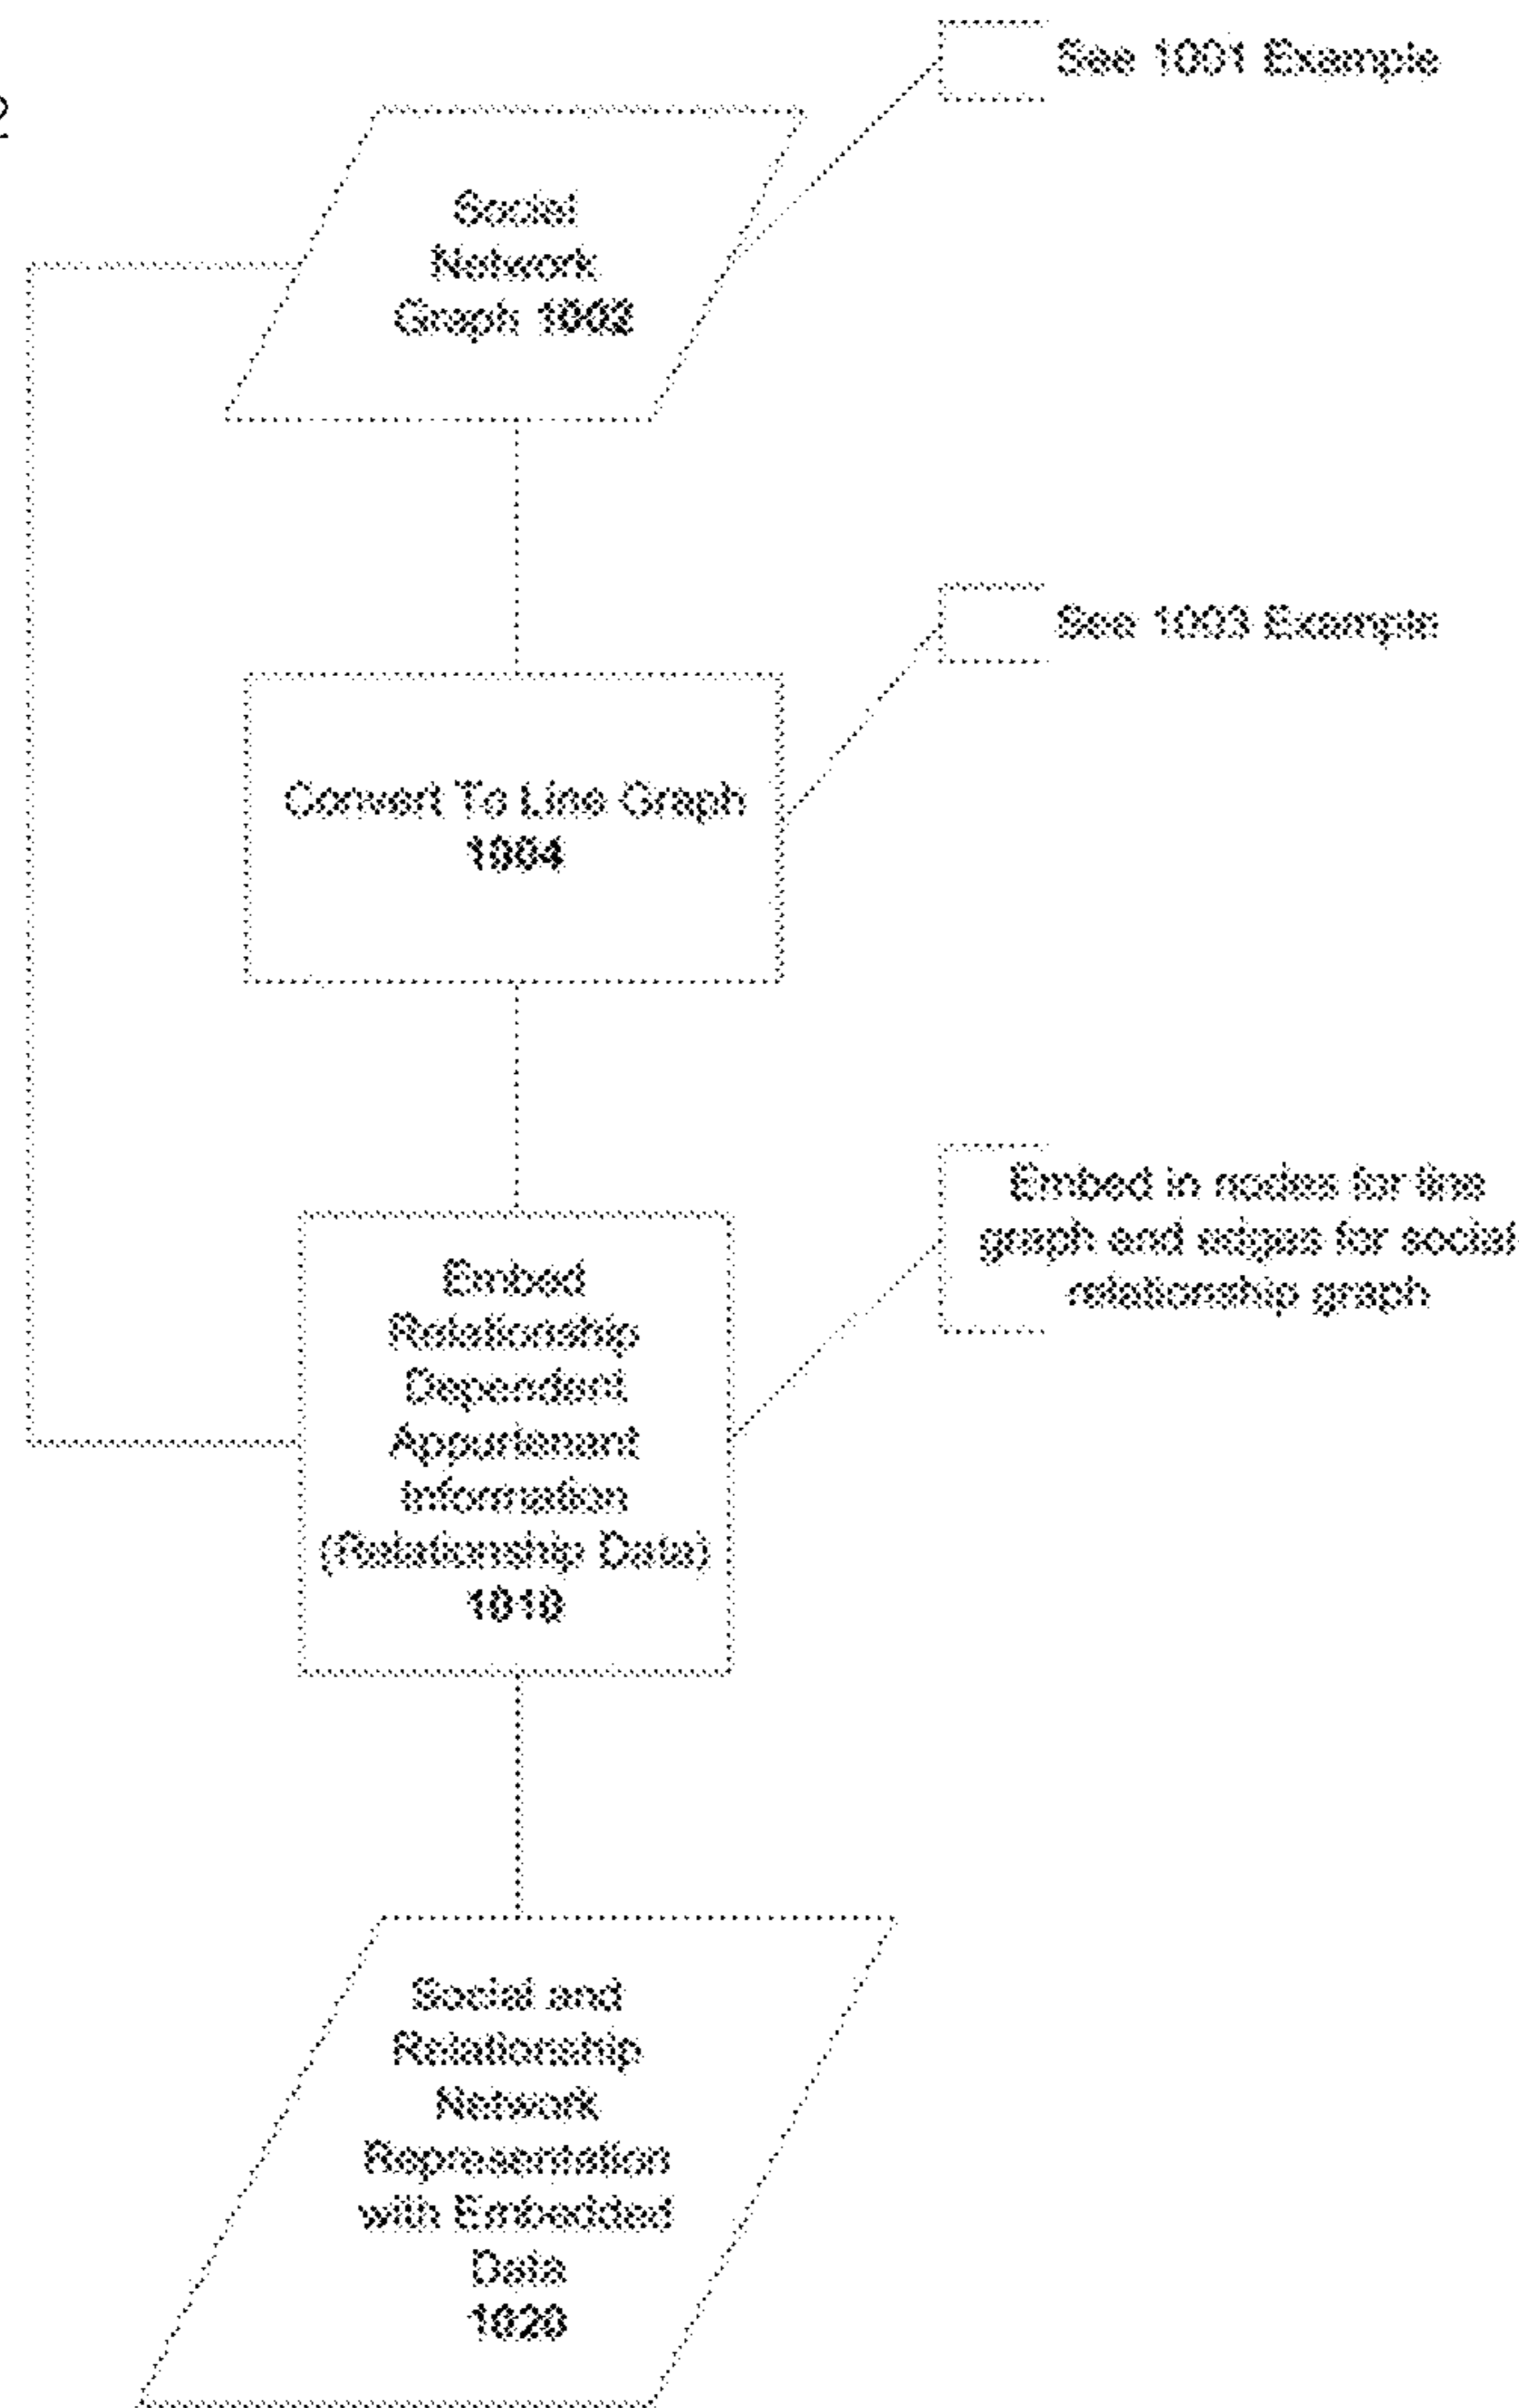 2
See 1001 Example
Social
Network
Graph 1002
See 1003 Example
Convert To Line Graph
1004
Embed in nodes for line
graph and edges for social
relationship graph
Embed
Relationship
Dependent
Appurtenant
Information
(Relationship Data)
1010
Social and
Relationship
Network
Representation
with Embedded
Data
1020